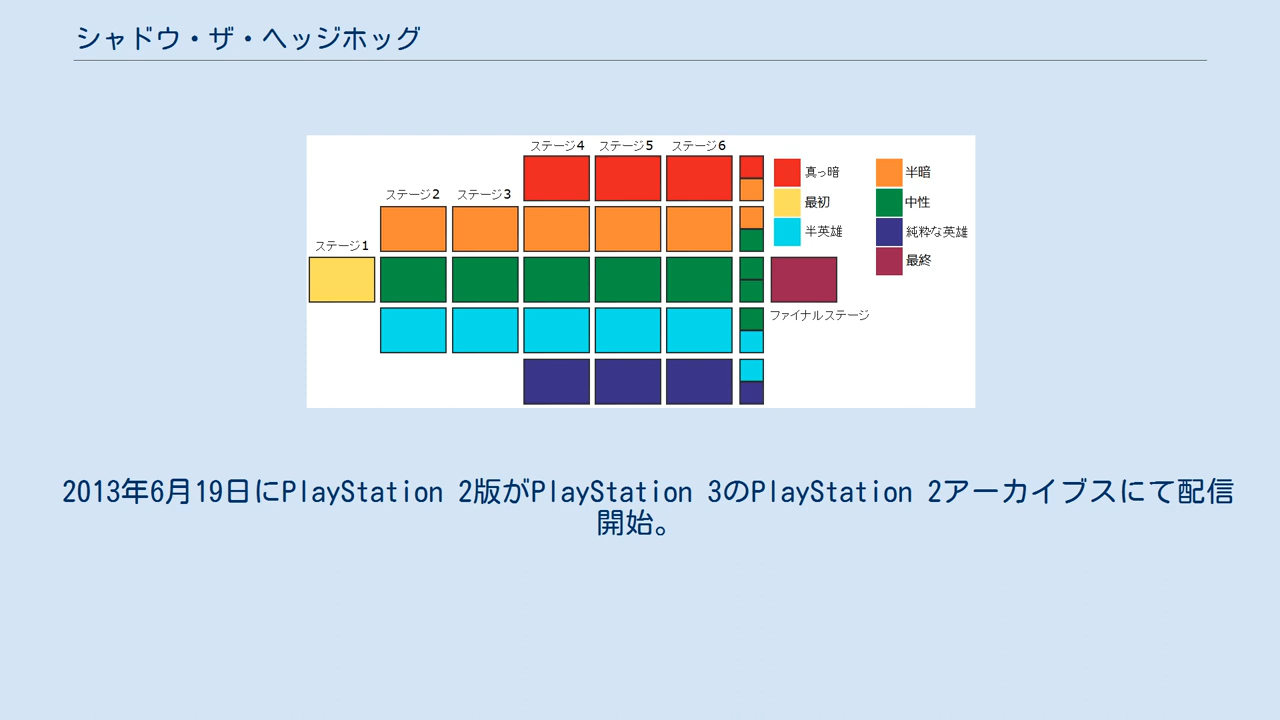 シャドウ・ザ・ヘッジホッグ
ステージ4 ステージ5 ステージ6
真っ暗 半暗
ステージ2 ステージ3
最初 中性
半英雄 純粋な英雄
ステージ1
最終
ファイナルステージ
2013年6月19日にPlayStation 2版がPlayStation 3のPlayStation 2アーカイブスにて配信
開始。